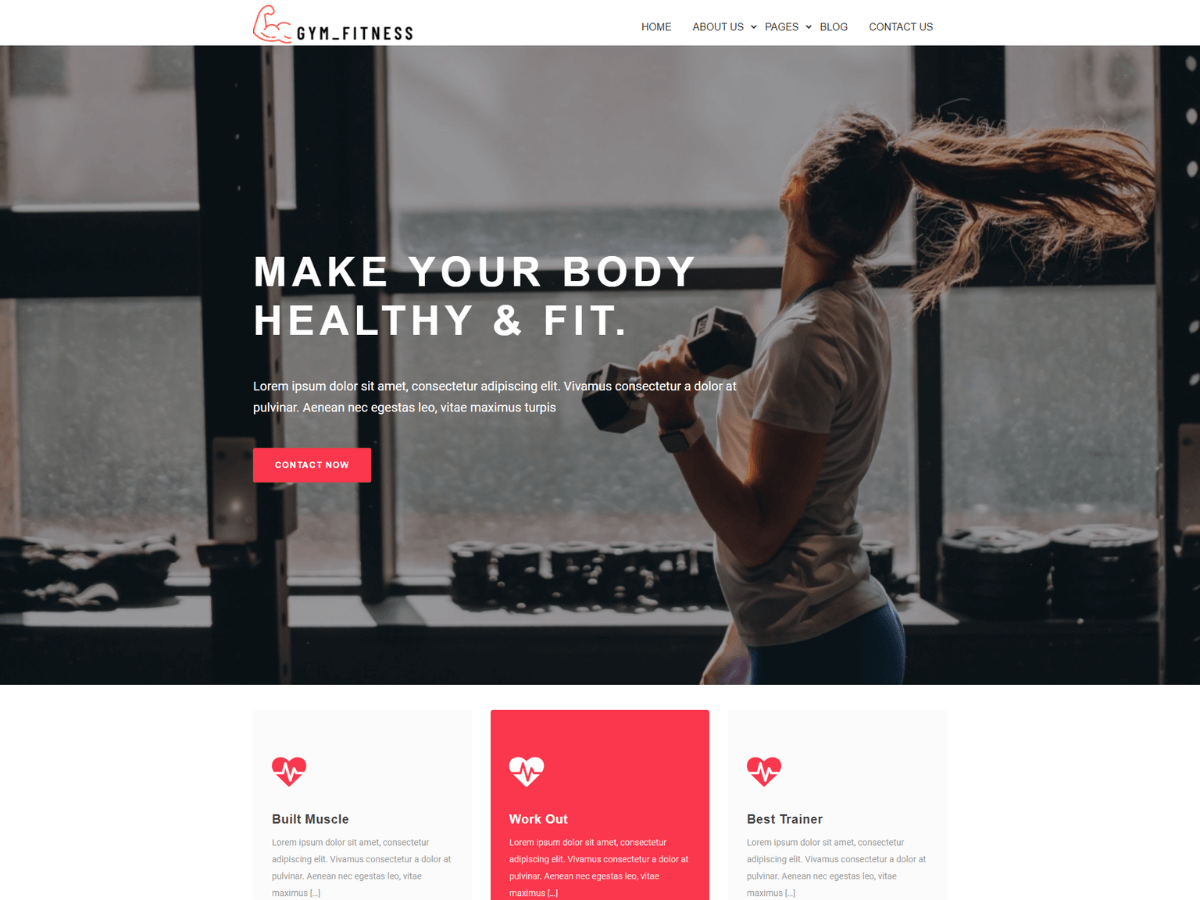 GYM_FITNESS
HOME ABOUT US PAGES BLOG CONTACT US
MAKE YOUR BODY
HEALTHY & FIT.
Lorem ipsum dolor sit amet, consectetur adipiscing elit. Vivamus consectetur a dolor at
pulvinar. Aenean nec egestas leo, vitae maximus turpis
CONTACT NOW
Built Muscle
Lorem ipsum dolor sit amet, consectetur
adipiscing elit. Vivamus consectetur a dolor at
pulvinar. Aenean nec egestas leo, vitae
maximus [...]
Work Out
Lorem ipsum dolor sit amet, consectetur
adipiscing elit. Vivamus consectetur a dolor at
pulvinar. Aenean nec egestas leo, vitae
maximus [...]
Best Trainer
Lorem ipsum dolor sit amet, consectetur
adipiscing elit. Vivamus consectetur a dolor at
pulvinar. Aenean nec egestas leo, vitae
maximus [...]